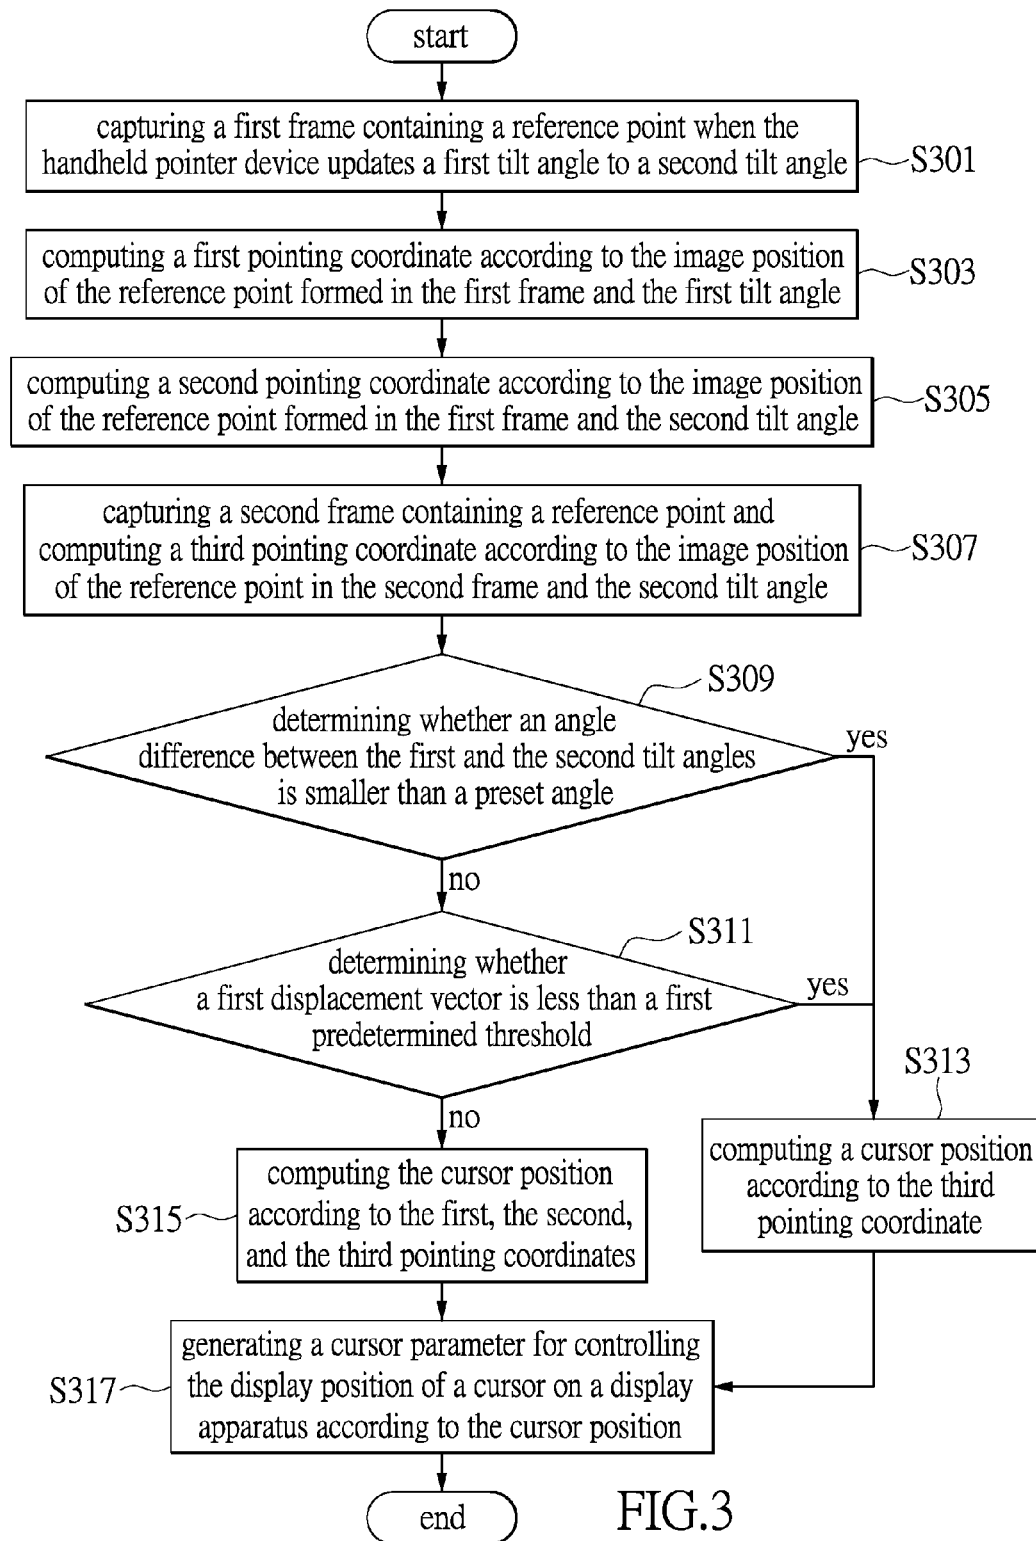 start
capturing a first frame containing a reference point when the
handheld pointer device updates a first tilt angle to a second tilt angle
S301
computing a first pointing coordinate according to the image position
of the reference point formed in the first frame and the first tilt angle
S303
computing a second pointing coordinate according to the image position
of the reference point formed in the first frame and the second tilt angle
S305
capturing a second frame containing a reference point and
computing a third pointing coordinate according to the image position
of the reference point in the second frame and the second tilt angle
S307
S309
determining whether an angle
difference between the first and the second tilt angles
is smaller than a preset angle
yes
no
S311
determining whether
a first displacement vector is less than a first
predetermined threshold
yes
no
S313
computing a cursor position
according to the third
pointing coordinate
computing the cursor position
according to the first, the second,
and the third pointing coordinates
S315
generating a cursor parameter for controlling
the display position of a cursor on a display
apparatus according to the cursor position
S317
end
FIG.3